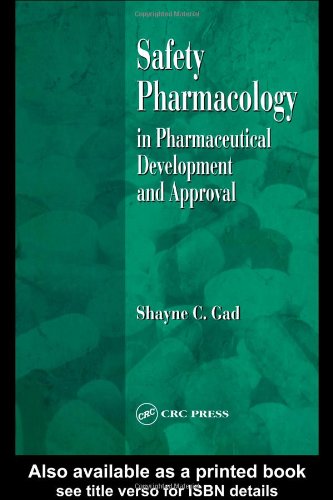 Safety
Pharmacology
in Pharmaceutical
Development
and Approval
Shayne C. Gad
CRC CRC PRESS
Also available as a printed book
see title verso for ISBN details